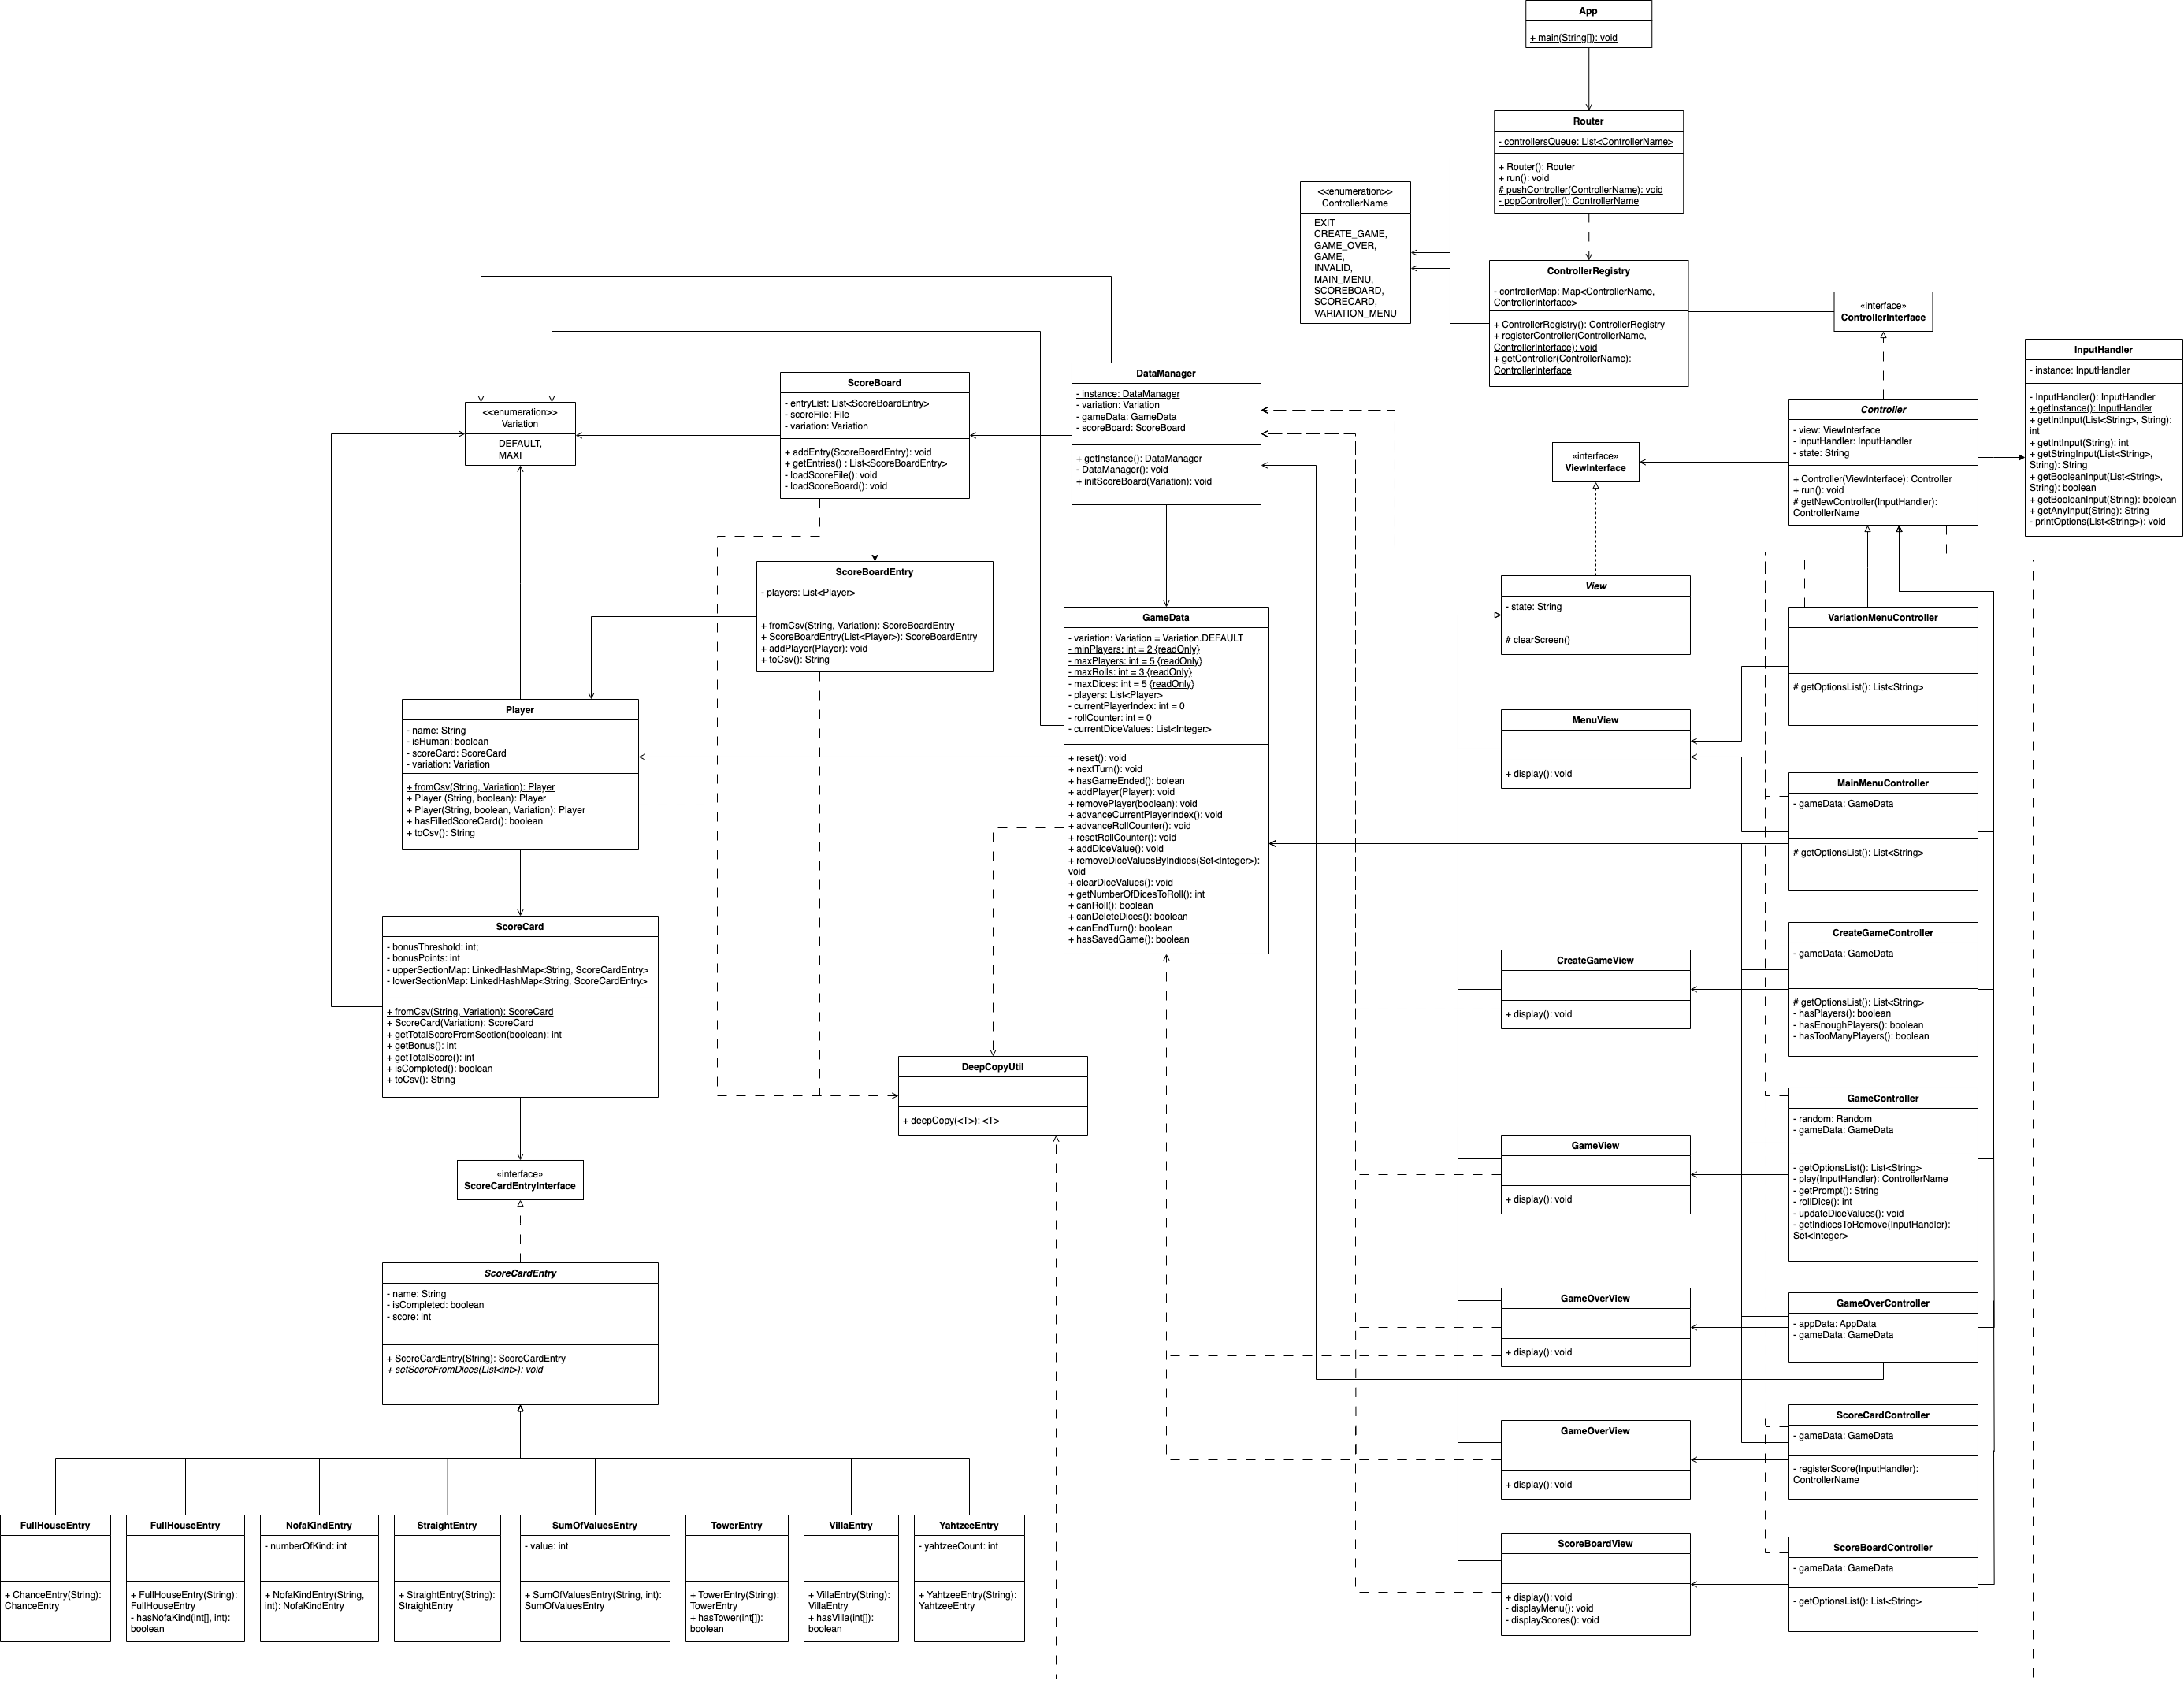 App
+ main(String[]): void
Router
- controllersQueue: List<ControllerName>
+ Router(): Router
+ run(): void
# pushController(ControllerName): void
- popController(): ControllerName
<<enumeration>>
ControllerName
EXIT
CREATE_GAME,
GAME_OVER,
GAME,
INVALID,
MAIN_MENU,
SCOREBOARD,
SCORECARD,
VARIATION_MENU
ControllerRegistry
- controllerMap: Map<ControllerName,
ControllerInterface>
+ ControllerRegistry(): ControllerRegistry
+ registerController(ControllerName,
ControllerInterface): void
+ getController(ControllerName):
ControllerInterface
«interface»
ControllerInterface
InputHandler
- instance: InputHandler
- InputHandler(): InputHandler
+ getInstance(): InputHandler
+ getIntInput(List<String>, String):
int
+ getIntInput(String): int
+ getStringInput(List<String>,
String): String
+ getBooleanInput(List<String>,
String): boolean
+ getBooleanInput(String): boolean
+ getAnyInput(String): String
- printOptions(List<String>): void
Controller
- view: ViewInterface
- inputHandler: InputHandler
- state: String
+ Controller(ViewInterface): Controller
+ run(): void
# getNewController(InputHandler):
ControllerName
«interface»
ViewInterface
<<enumeration>>
Variation
DEFAULT,
MAXI
ScoreBoard
- entryList: List<ScoreBoardEntry>
- scoreFile: File
- variation: Variation
+ addEntry(ScoreBoardEntry): void
+ getEntries() : List<ScoreBoardEntry>
- loadScoreFile(): void
- loadScoreBoard(): void
DataManager
- instance: DataManager
- variation: Variation
- gameData: GameData
- scoreBoard: ScoreBoard
+ getInstance(): DataManager
- DataManager(): void
+ initScoreBoard(Variation): void
ScoreBoardEntry
- players: List<Player>
+ fromCsv(String, Variation): ScoreBoardEntry
+ ScoreBoardEntry(List<Player>): ScoreBoardEntry
+ addPlayer(Player): void
+ toCsv(): String
View
- state: String
# clearScreen()
VariationMenuController
# getOptionsList(): List<String>
GameData
- variation: Variation = Variation.DEFAULT
- minPlayers: int = 2 {readOnly}
- maxPlayers: int = 5 {readOnly}
- maxRolls: int = 3 {readOnly}
- maxDices: int = 5 {readOnly}
- players: List<Player>
- currentPlayerIndex: int = 0
- rollCounter: int = 0
- currentDiceValues: List<Integer>
+ reset(): void
+ nextTurn(): void
+ hasGameEnded(): bolean
+ addPlayer(Player): void
+ removePlayer(boolean): void
+ advanceCurrentPlayerIndex(): void
+ advanceRollCounter(): void
+ resetRollCounter(): void
+ addDiceValue(): void
+ removeDiceValuesByIndices(Set<Integer>):
void
+ clearDiceValues(): void
+ getNumberOfDicesToRoll(): int
+ canRoll(): boolean
+ canDeleteDices(): boolean
+ canEndTurn(): boolean
+ hasSavedGame(): boolean
Player
- name: String
- isHuman: boolean
- scoreCard: ScoreCard
- variation: Variation
+ fromCsv(String, Variation): Player
+ Player (String, boolean): Player
+ Player(String, boolean, Variation): Player
+ hasFilledScoreCard(): boolean
+ toCsv(): String
MenuView
+ display(): void
MainMenuController
- gameData: GameData
# getOptionsList(): List<String>
ScoreCard
- bonusThreshold: int;
- bonusPoints: int
- upperSectionMap: LinkedHashMap<String, ScoreCardEntry>
- lowerSectionMap: LinkedHashMap<String, ScoreCardEntry>
+ fromCsv(String, Variation): ScoreCard
+ ScoreCard(Variation): ScoreCard
+ getTotalScoreFromSection(boolean): int
+ getBonus(): int
+ getTotalScore(): int
+ isCompleted(): boolean
+ toCsv(): String
CreateGameView
+ display(): void
CreateGameController
- gameData: GameData
# getOptionsList(): List<String>
- hasPlayers(): boolean
- hasEnoughPlayers(): boolean
- hasTooManyPlayers(): boolean
DeepCopyUtil
+ deepCopy(<T>): <T>
GameView
+ display(): void
GameController
- random: Random
- gameData: GameData
- getOptionsList(): List<String>
- play(InputHandler): ControllerName
- getPrompt(): String
- rollDice(): int
- updateDiceValues(): void
- getIndicesToRemove(InputHandler):
Set<Integer>
«interface»
ScoreCardEntryInterface
ScoreCardEntry
- name: String
- isCompleted: boolean
- score: int
+ ScoreCardEntry(String): ScoreCardEntry
+ setScoreFromDices(List<int>): void
GameOverView
+ display(): void
GameOverController
- appData: AppData
- gameData: GameData
GameOverView
+ display(): void
ScoreCardController
- gameData: GameData
- registerScore(InputHandler):
ControllerName
ScoreBoardView
+ display(): void
- displayMenu(): void
- displayScores(): void
ScoreBoardController
- gameData: GameData
- getOptionsList(): List<String>
FullHouseEntry
+ ChanceEntry(String):
ChanceEntry
FullHouseEntry
+ FullHouseEntry(String):
FullHouseEntry
- hasNofaKind(int[], int):
boolean
NofaKindEntry
- numberOfKind: int
+ NofaKindEntry(String,
int): NofaKindEntry
StraightEntry
+ StraightEntry(String):
StraightEntry
SumOfValuesEntry
- value: int
+ SumOfValuesEntry(String, int):
SumOfValuesEntry
TowerEntry
+ TowerEntry(String):
TowerEntry
+ hasTower(int[]):
boolean
VillaEntry
+ VillaEntry(String):
VillaEntry
+ hasVilla(int[]):
boolean
YahtzeeEntry
- yahtzeeCount: int
+ YahtzeeEntry(String):
YahtzeeEntry